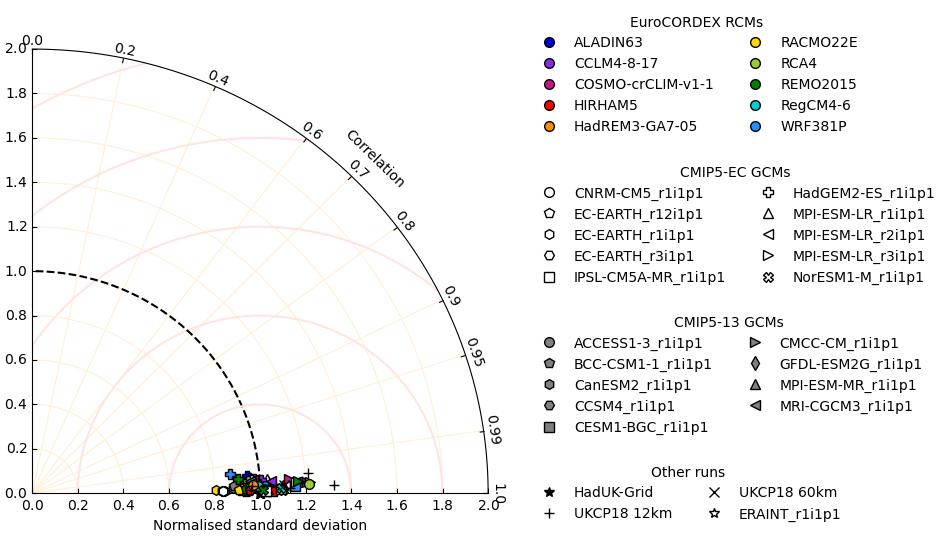 0.0
0.2
0.4
0.6
0.7
0.8
0.9
0.95
0.99
1.0
Correlation
2.0
1.8
1.6
1.4
1.2
1.0
0.8
0.6
0.4
0.2
0.0
0.0 0.2 0.4 0.6 0.8 1.0 1.2 1.4 1.6 1.8 2.0
Normalised standard deviation
EuroCORDEX RCMs
ALADIN63
CCLM4-8-17
COSMO-crCLIM-v1-1
HIRHAM5
HadREM3-GA7-05
RACMO22E
RCA4
REMO2015
RegCM4-6
WRF381P
CMIP5-EC GCMs
CNRM-CM5_r1i1p1
EC-EARTH_r12i1p1
EC-EARTH_r1i1p1
EC-EARTH_r3i1p1
IPSL-CM5A-MR_r1i1p1
HadGEM2-ES_r1i1p1
MPI-ESM-LR_r1i1p1
MPI-ESM-LR_r2i1p1
MPI-ESM-LR_r3i1p1
NorESM1-M_r1i1p1
CMIP5-13 GCMs
ACCESS1-3_r1i1p1
BCC-CSM1-1_r1i1p1
CanESM2_r1i1p1
CCSM4_r1i1p1
CESM1-BGC_r1i1p1
CMCC-CM_r1i1p1
GFDL-ESM2G_r1i1p1
MPI-ESM-MR_r1i1p1
MRI-CGCM3_r1i1p1
Other runs
HadUK-Grid
UKCP18 12km
UKCP18 60km
ERAINT_r1i1p1